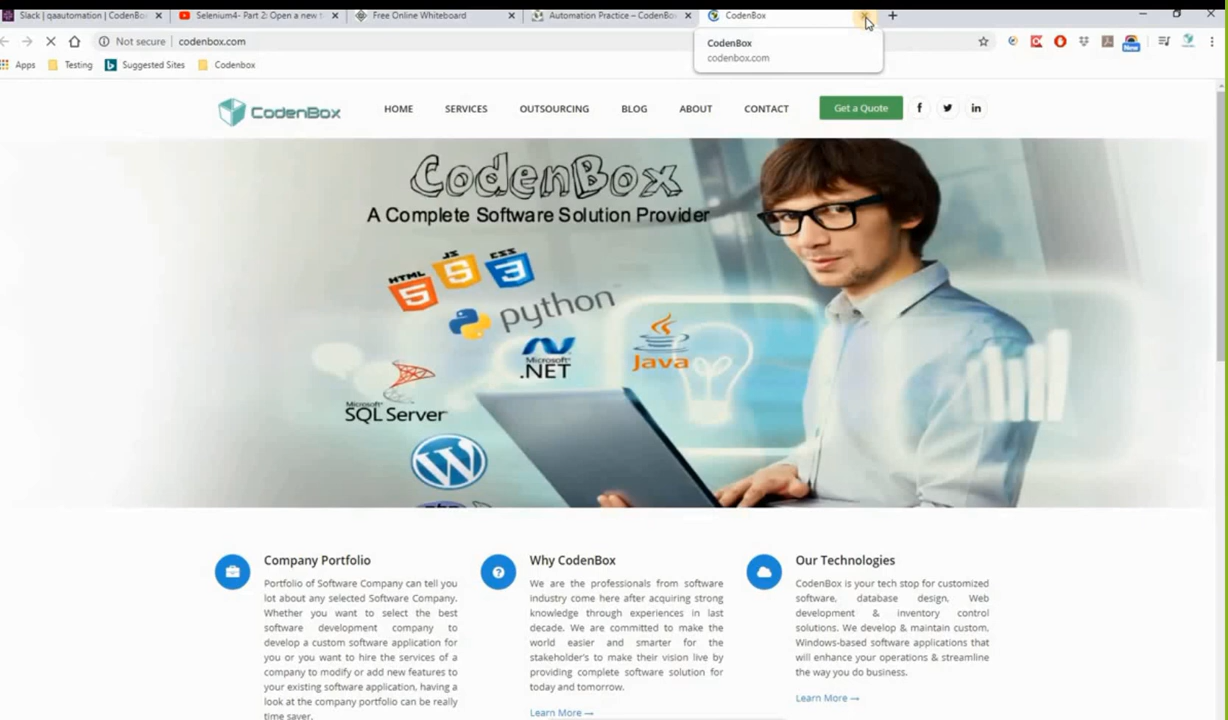 Slack | qaautomation | CodenBo
Selenium4- Part 2: Open a new t
Free Online Whiteboard
Automation Practice – CodenBo
CodenBox
Not secure | codenbox.com
CodenBox
codenbox.com
New
Apps
Testing
Suggested Sites
Codenbox
CodenBox
HOME
SERVICES
OUTSOURCING
BLOG
ABOUT
CONTACT
Get a Quote
CodenBox
A Complete Software Solution Provider
HTML
5
JS
5
CSS
3
python
Microsoft
.NET
Java
Microsoft
SQL Server
Company Portfolio
Portfolio of Software Company can tell you
lot about any selected Software Company.
Whether you want to select the best
software development company to
develop a custom software application for
you or you want to hire the services of a
company to modify or add new features to
your existing software application, having a
look at the company portfolio can be really
time saver.
Why CodenBox
We are the professionals from software
industry come here after acquiring strong
knowledge through experiences in last
decade. We are committed to make the
world easier and smarter for the
stakeholder's to make their vision live by
providing complete software solution for
today and tomorrow.
Learn More →
Our Technologies
CodenBox is your tech stop for customized
software, database design, Web
development & inventory control
solutions. We develop & maintain custom,
Windows-based software applications that
will enhance your operations & streamline
the way you do business.
Learn More →